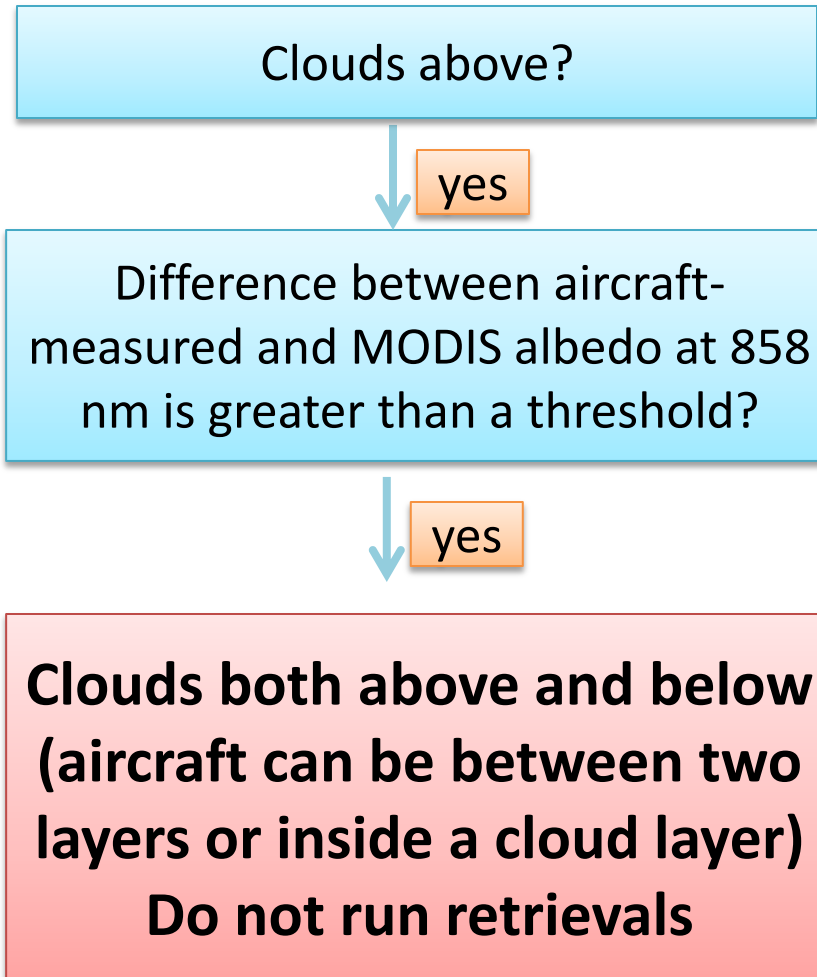 Clouds above?
yes
Difference between aircraft-
measured and MODIS albedo at 858
nm is greater than a threshold?
yes
Clouds both above and below
(aircraft can be between two
layers or inside a cloud layer)
Do not run retrievals